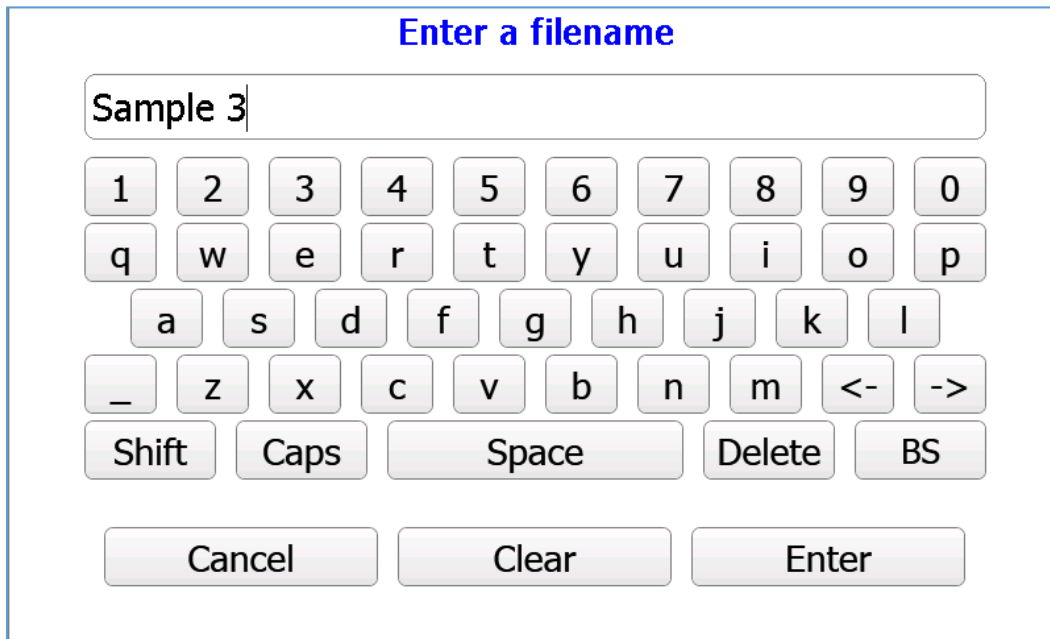 Enter a filename
Sample 3
1 2 3 4 5 6 7 8 9 0
q w e r t y u i o p
a s d f g h j k l
_ z x c v b n m <- ->
Shift Caps Space Delete BS
Cancel Clear Enter